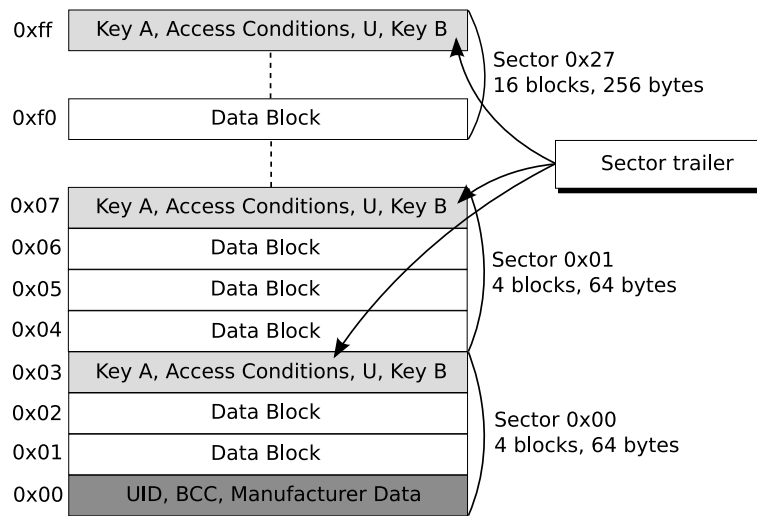 0xff Key A, Access Conditions, U, Key B
Sector 0x27
16 blocks, 256 bytes
0xf0 Data Block
Sector trailer
0x07 Key A, Access Conditions, U, Key B
0x06 Data Block
Sector 0x01
4 blocks, 64 bytes
0x05 Data Block
0x04 Data Block
0x03 Key A, Access Conditions, U, Key B
0x02 Data Block
Sector 0x00
4 blocks, 64 bytes
0x01 Data Block
0x00 UID, BCC, Manufacturer Data